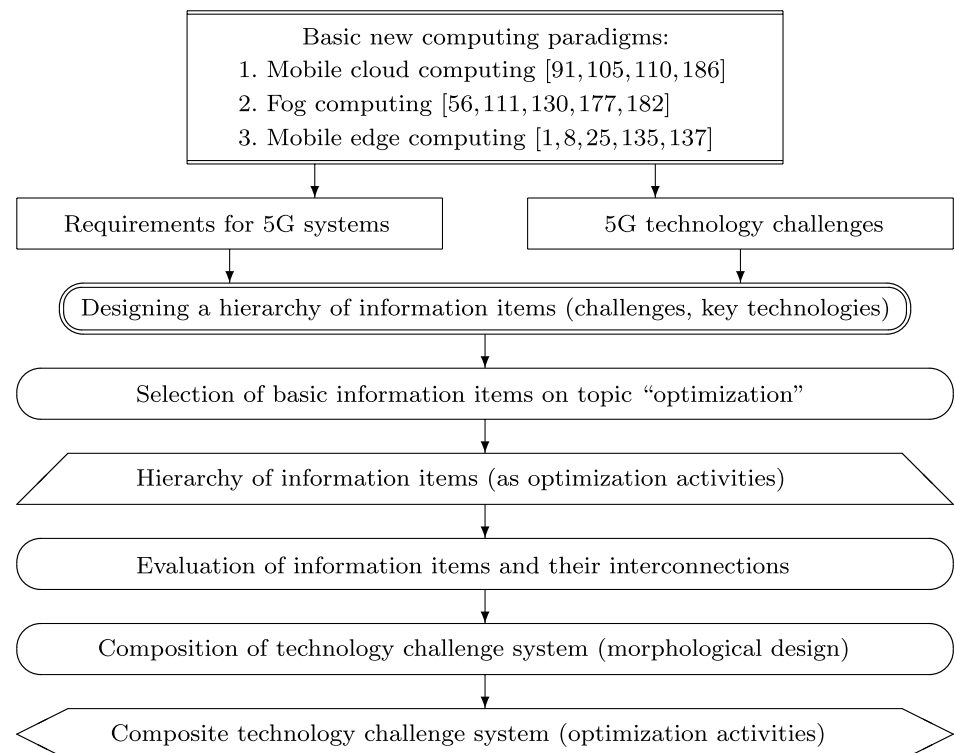 Basic new computing paradigms:
1. Mobile cloud computing [91,105,110,186]
2. Fog computing [56,111,130,177,182]
3. Mobile edge computing [1,8,25,135,137]
Requirements for 5G systems
5G technology challenges
Designing a hierarchy of information items (challenges, key technologies)
Selection of basic information items on topic “optimization”
Hierarchy of information items (as optimization activities)
Evaluation of information items and their interconnections
Composition of technology challenge system (morphological design)
Composite technology challenge system (optimization activities)